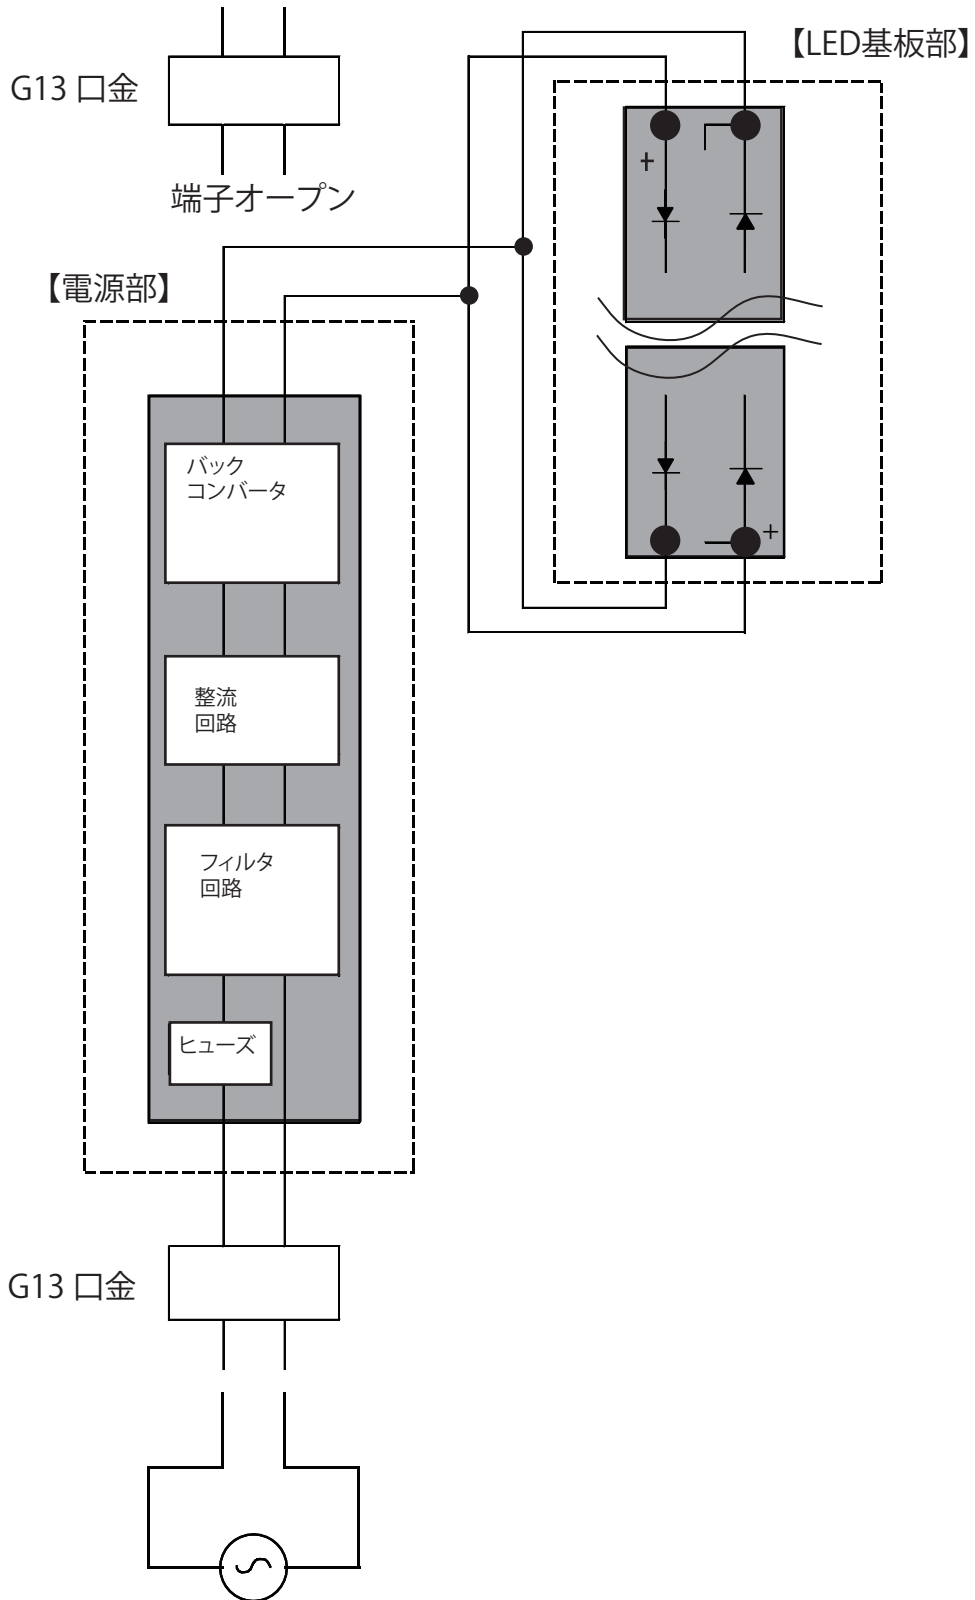 【LED基板部】
G13 口金
+
端子オープン
【電源部】
バック
コンバータ
+
整流
回路
フィルタ
回路
ヒューズ
G13 口金